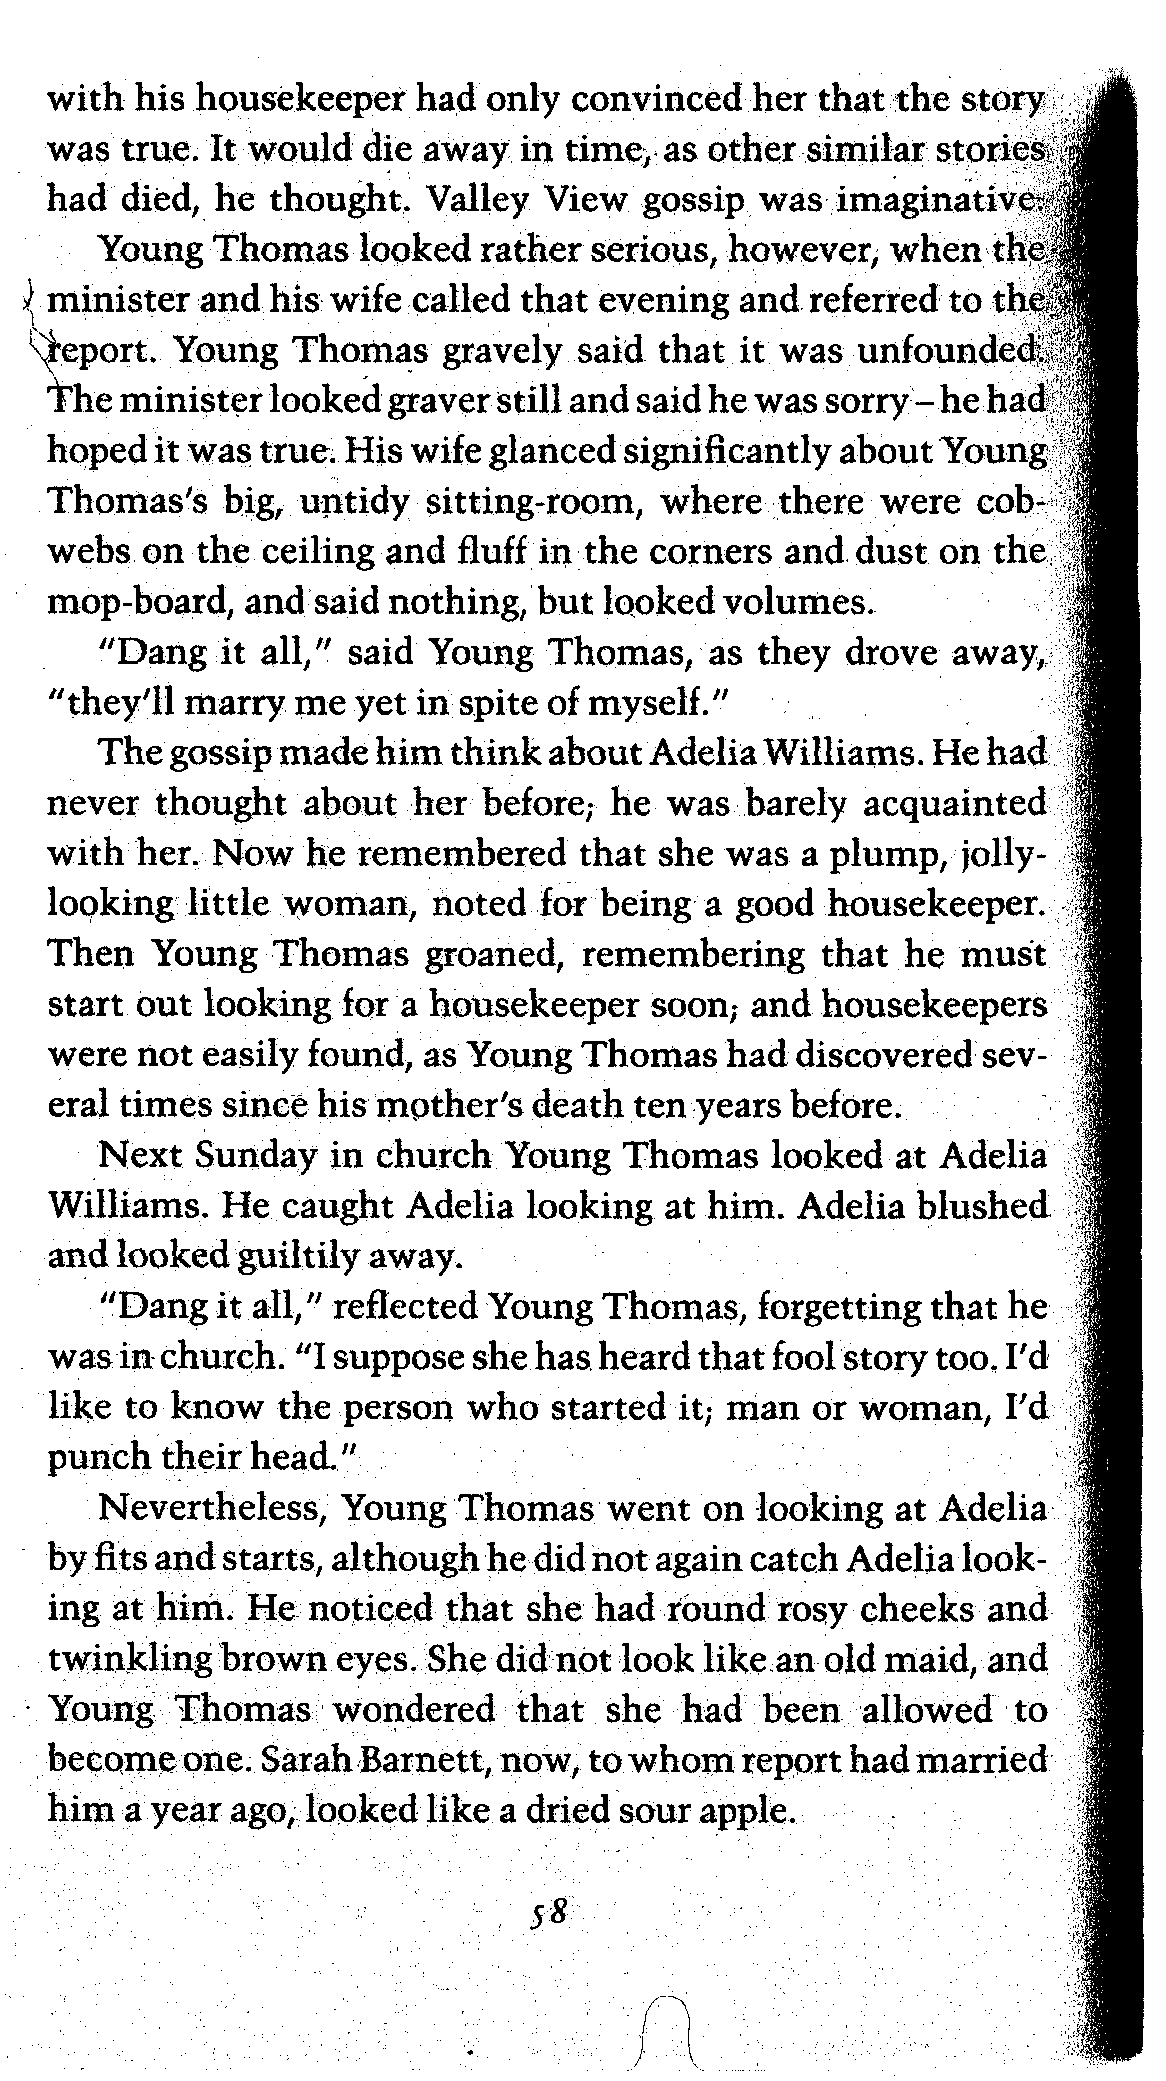 with his housekeeper had only convinced her that the story
was true. It would die away in time, as other similar stories
had died, he thought. Valley View gossip was imaginative.
Young Thomas looked rather serious, however, when the
minister and his wife called that evening and referred to the
report. Young Thomas gravely said that it was unfounded.
The minister looked graver still and said he was sorry – he had
hoped it was true. His wife glanced significantly about Young
Thomas's big, untidy sitting-room, where there were cob-
webs on the ceiling and fluff in the corners and dust on the
mop-board, and said nothing, but looked volumes.
"Dang it all," said Young Thomas, as they drove away,
"they'll marry me yet in spite of myself."
The gossip made him think about Adelia Williams. He had
never thought about her before; he was barely acquainted
with her. Now he remembered that she was a plump, jolly-
looking little woman, noted for being a good housekeeper.
Then Young Thomas groaned, remembering that he must
start out looking for a housekeeper soon; and housekeepers
were not easily found, as Young Thomas had discovered sev-
eral times since his mother's death ten years before.
Next Sunday in church Young Thomas looked at Adelia
Williams. He caught Adelia looking at him. Adelia blushed
and looked guiltily away.
"Dang it all," reflected Young Thomas, forgetting that he
was in church. "I suppose she has heard that fool story too. I'd
like to know the person who started it; man or woman, I'd
punch their head."
Nevertheless, Young Thomas went on looking at Adelia
by fits and starts, although he did not again catch Adelia look-
ing at him. He noticed that she had round rosy cheeks and
twinkling brown eyes. She did not look like an old maid, and
Young Thomas wondered that she had been allowed to
become one. Sarah Barnett, now, to whom report had married
him a year ago, looked like a dried sour apple.
58